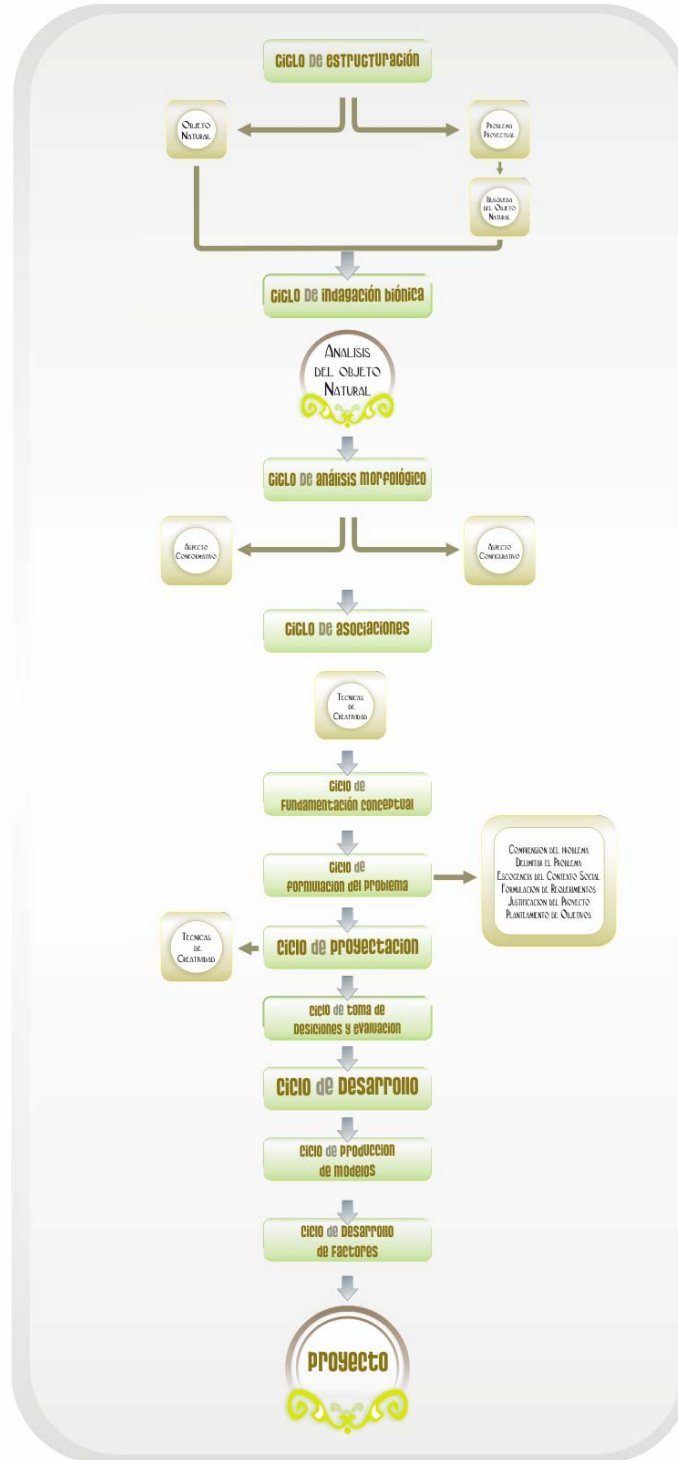 CICLO DE ESTRUCTURACIÓN
OBJETO
NATURAL
PROBLEMA
PROYECTUAL
BUSQUEDA
DEL OBJETO
NATURAL
CICLO DE INDAGACIÓN BIÓNICA
ANALISIS
DEL OBJETO
NATURAL
CICLO DE ANÁLISIS MORFOLÓGICO
ASPECTO
CONFORMATIVO
ASPECTO
CONFIGURATIVO
CICLO DE ASOCIACIONES
TECNICAS
DE
CREATIVIDAD
CICLO DE
FUNDAMENTACIÓN CONCEPTUAL
CICLO DE
FORMULACION DEL PROBLEMA
COMPRENSION DEL PROBLEMA
DELIMITAR EL PROBLEMA
ESCOGENCIA DEL CONTEXTO SOCIAL
FORMULACION DE REQUERIMIENTOS
JUSTIFICACION DEL PROYECTO
PLANTEAMIENTO DE OBJETIVOS
CICLO DE PROYECTACION
TECNICAS
DE
CREATIVIDAD
CICLO DE TOMA DE
DESICIONES Y EVALUACION
CICLO DE DESARROLLO
CICLO DE PRODUCCION
DE MODELOS
CICLO DE DESARROLLO
DE FACTORES
PROYECTO